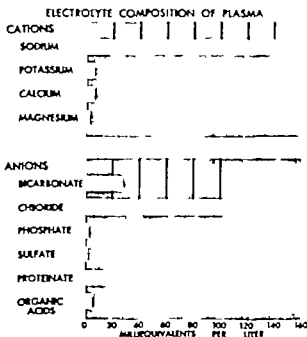 ELECTROLYTE COMPOSITION OF PLASMA
CATIONS
SODIUM
POTASSIUM
CALCIUM
MAGNESIUM
ANIONS
BICARBONATE
CHLORIDE
PHOSPHATE
SULFATE
PROTEINATE
ORGANIC
ACIDS
0 20 40 60 80 100 120 140 160
MILLIEQUIVALENTS PER LITER